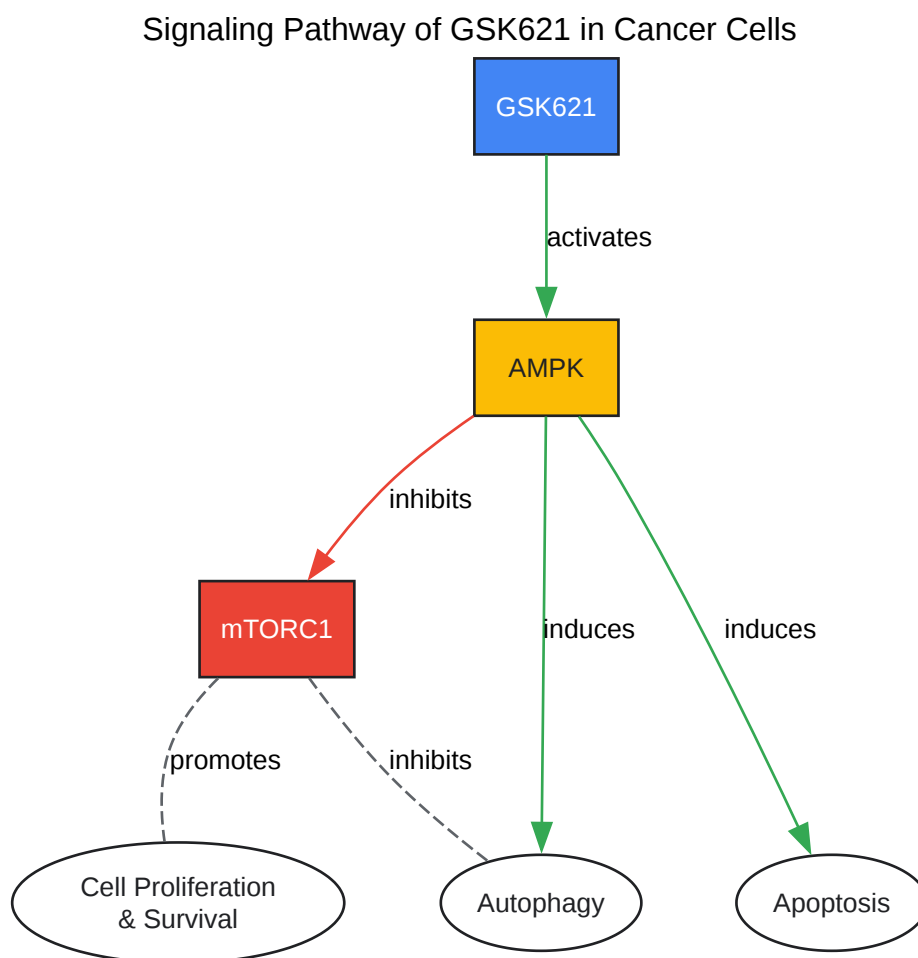 Signaling Pathway of GSK621 in Cancer Cells
GSK621
activates
AMPK
inhibits
mTORC1
induces
induces
promotes
inhibits
Cell Proliferation
& Survival
Autophagy
Apoptosis